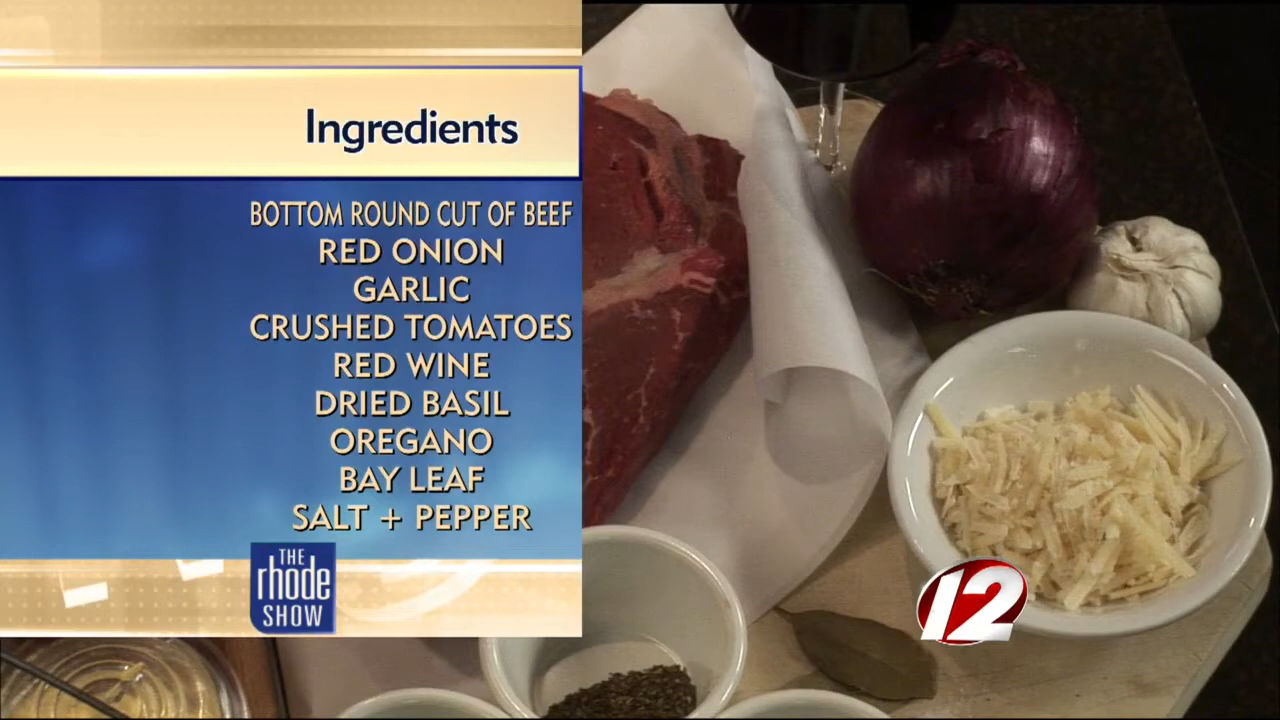 Ingredients
BOTTOM ROUND CUT OF BEEF
RED ONION
GARLIC
CRUSHED TOMATOES
RED WINE
DRIED BASIL
OREGANO
BAY LEAF
SALT + PEPPER
THE
rhode
SHOW
12